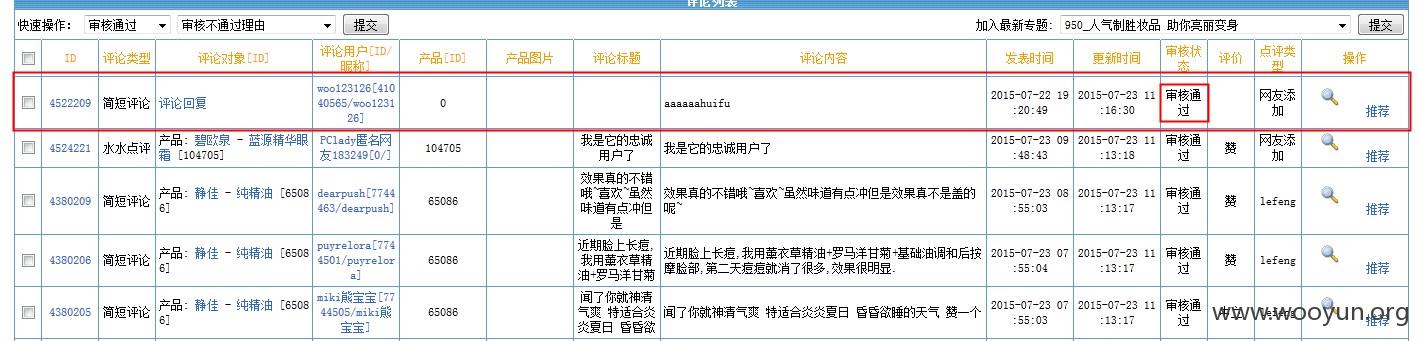 评论列表
快速操作： 审核通过 审核不通过理由 提交 加入最新专题： 950_人气制胜妆品 助你亮丽变身 提交
ID 评论类型 评论对象[ID] 评论用户[ID/昵称] 产品[ID] 产品图片 评论标题 评论内容 发表时间 更新时间 审核状态 评价 点评类型 操作
4522209 简短评论 评论回复 woo123126[41040565/woo123126] 0 aaaaaahuifu 2015-07-22 19:20:49 2015-07-23 11:16:30 审核通过 网友添加 推荐
4524221 水水点评 产品：碧欧泉 - 蓝源精华眼霜 [104705] PClady匿名网友183249[0/] 104705 我是它的忠诚用户了 我是它的忠诚用户了 2015-07-23 09:48:43 2015-07-23 11:13:18 审核通过 赞 网友添加 推荐
4380209 简短评论 产品：静佳 - 纯精油 [65086] dearpush[7744463/dearpush] 65086 效果真的不错哦~喜欢~虽然味道有点冲但是 效果真的不错哦~喜欢~虽然味道有点冲但是效果真不是盖的呢~ 2015-07-23 08:55:03 2015-07-23 11:13:17 审核通过 赞 lefeng 推荐
4380206 简短评论 产品：静佳 - 纯精油 [65086] puyrelora[7744501/puyrelora] 65086 近期脸上长痘,我用薰衣草精油+罗马洋甘菊 近期脸上长痘,我用薰衣草精油+罗马洋甘菊+基础油调和后按摩脸部,第二天痘痘就消了很多,效果很明显. 2015-07-23 07:55:04 2015-07-23 11:13:17 审核通过 赞 lefeng 推荐
4380205 简短评论 产品：静佳 - 纯精油 [65086] miki熊宝宝[7744505/miki熊宝宝] 65086 闻了你就神清气爽 特适合炎炎夏日 昏昏欲 闻了你就神清气爽 特适合炎炎夏日 昏昏欲睡的天气 赞一个 2015-07-23 07:55:03 2015-07-23 11:13:17 审核通过 赞 lefeng 推荐
www.wooyun.org